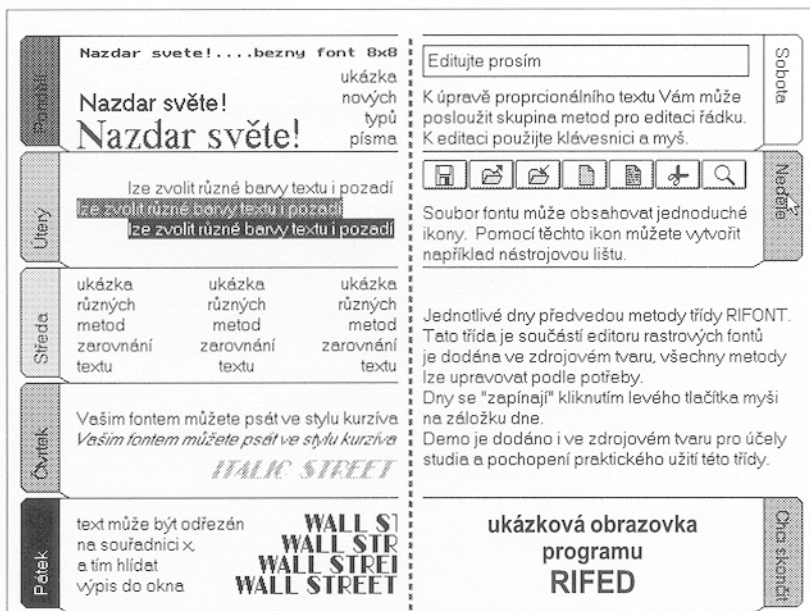 Pondělí
Nazdar svete!....bezny font 8x8
ukázka
nových
typů
písma
Nazdar světe!
Nazdar světe!
Útery
lze zvolit různé barvy textu i pozadí
lze zvolit různé barvy textu i pozadí
lze zvolit různé barvy textu i pozadí
Středa
ukázka ukázka ukázka
různých různých různých
metod metod metod
zarovnání zarovnání zarovnání
textu textu textu
Čtvrtek
Vašim fontem můžete psát ve stylu kurzíva
Vašim fontem můžete psát ve stylu kurzíva
ITALIC STREET
Pátek
text může být odřezán
na souřadnici x,
a tím hlídat
výpis do okna
WALL ST
WALL STR
WALL STREE
WALL STREET
Editujte prosím
K úpravě proprcionálního textu Vám může
posloužit skupina metod pro editaci řádku.
K editaci použijte klávesnici a myš.
Sobota
Soubor fontu může obsahovat jednoduché
ikony. Pomocí těchto ikon můžete vytvořit
například nástrojovou lištu.
Neděle
Jednotlivé dny předvedou metody třídy RIFONT.
Tato třída je součástí editoru rastrových fontů
je dodána ve zdrojovém tvaru, všechny metody
lze upravovat podle potřeby.
Dny se "zapínají" kliknutím levého tlačítka myši
na záložku dne.
Demo je dodáno i ve zdrojovém tvaru pro účely
studia a pochopení praktického užití této třídy.
ukázková obrazovka
programu
RIFED
Chci skončit